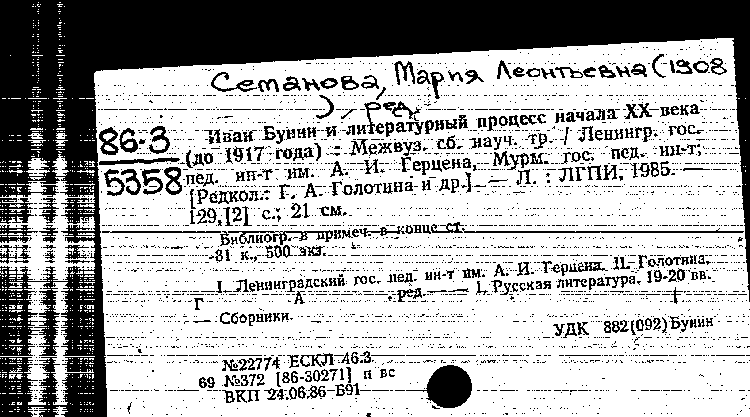 Семанова, Мария Леонтьевна (1908
), ред.
86-3
5358
Иван Бунин и литературный процесс начала XX века
(до 1917 года) : Межвуз. сб. науч. тр. / Ленингр. гос.
пед. ин-т им. А. И. Герцена, Мурм. гос. пед. ин-т;
[Редкол.: Г. А. Голотина и др.]. — Л. : ЛГПИ, 1985. —
129,[2] с.; 21 см.
Библиогр. в примеч. в конце ст.
-81 к., 500 экз.
I. Ленинградский гос. пед. ин-т им. А. И. Герцена. II. Голотина,
Г А , ред. — 1. Русская литература, 19-20 вв.
— Сборники.
УДК 882(092)Бунин
№22774 ЕСКЛ 46.3
69 №372 [86-30271] п вс
ВКП 24.06.86 Б91